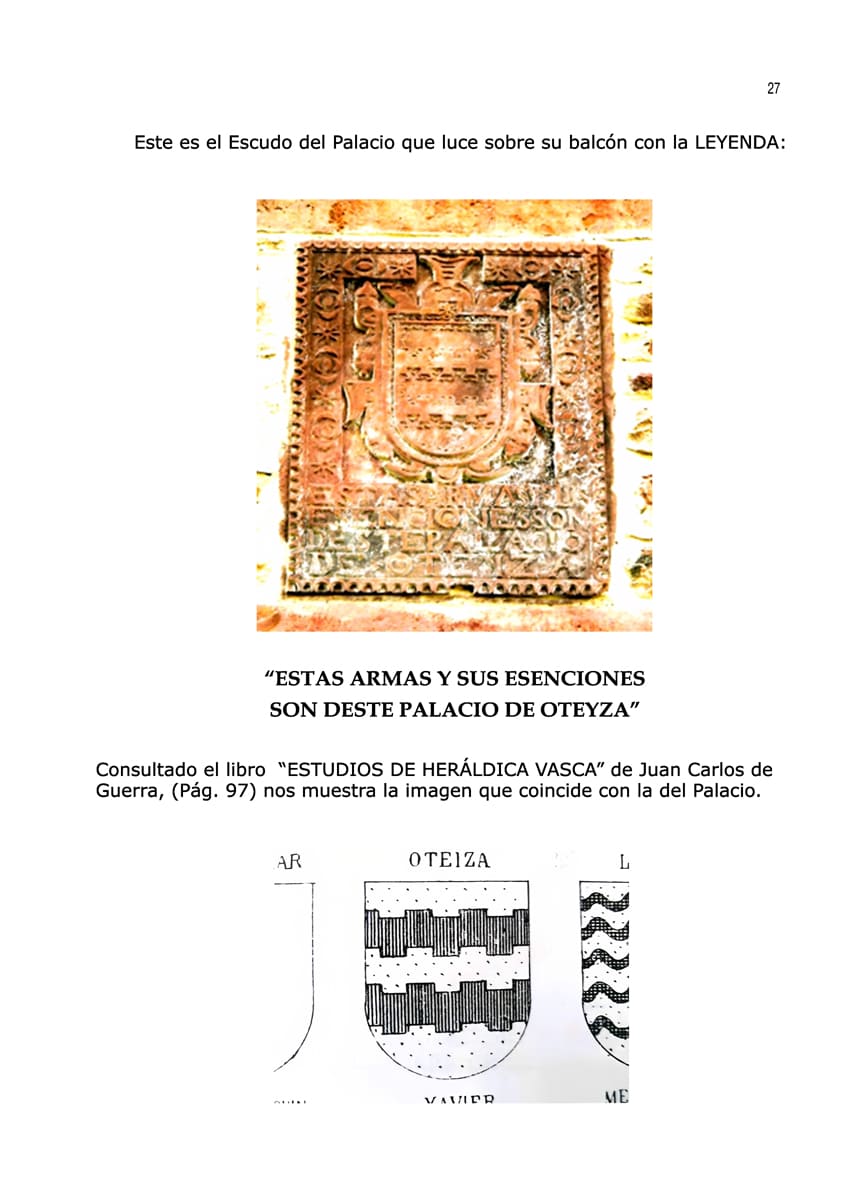 27
Este es el Escudo del Palacio que luce sobre su balcón con la LEYENDA:
ESTAS ARMAS
SON
DESTE PALACIO
DE OTEIZA
“ESTAS ARMAS Y SUS ESENCIONES
SON DESTE PALACIO DE OTEYZA”
Consultado el libro “ESTUDIOS DE HERÁLDICA VASCA” de Juan Carlos de
Guerra, (Pág. 97) nos muestra la imagen que coincide con la del Palacio.
AR OTEIZA L
XAVIER ME